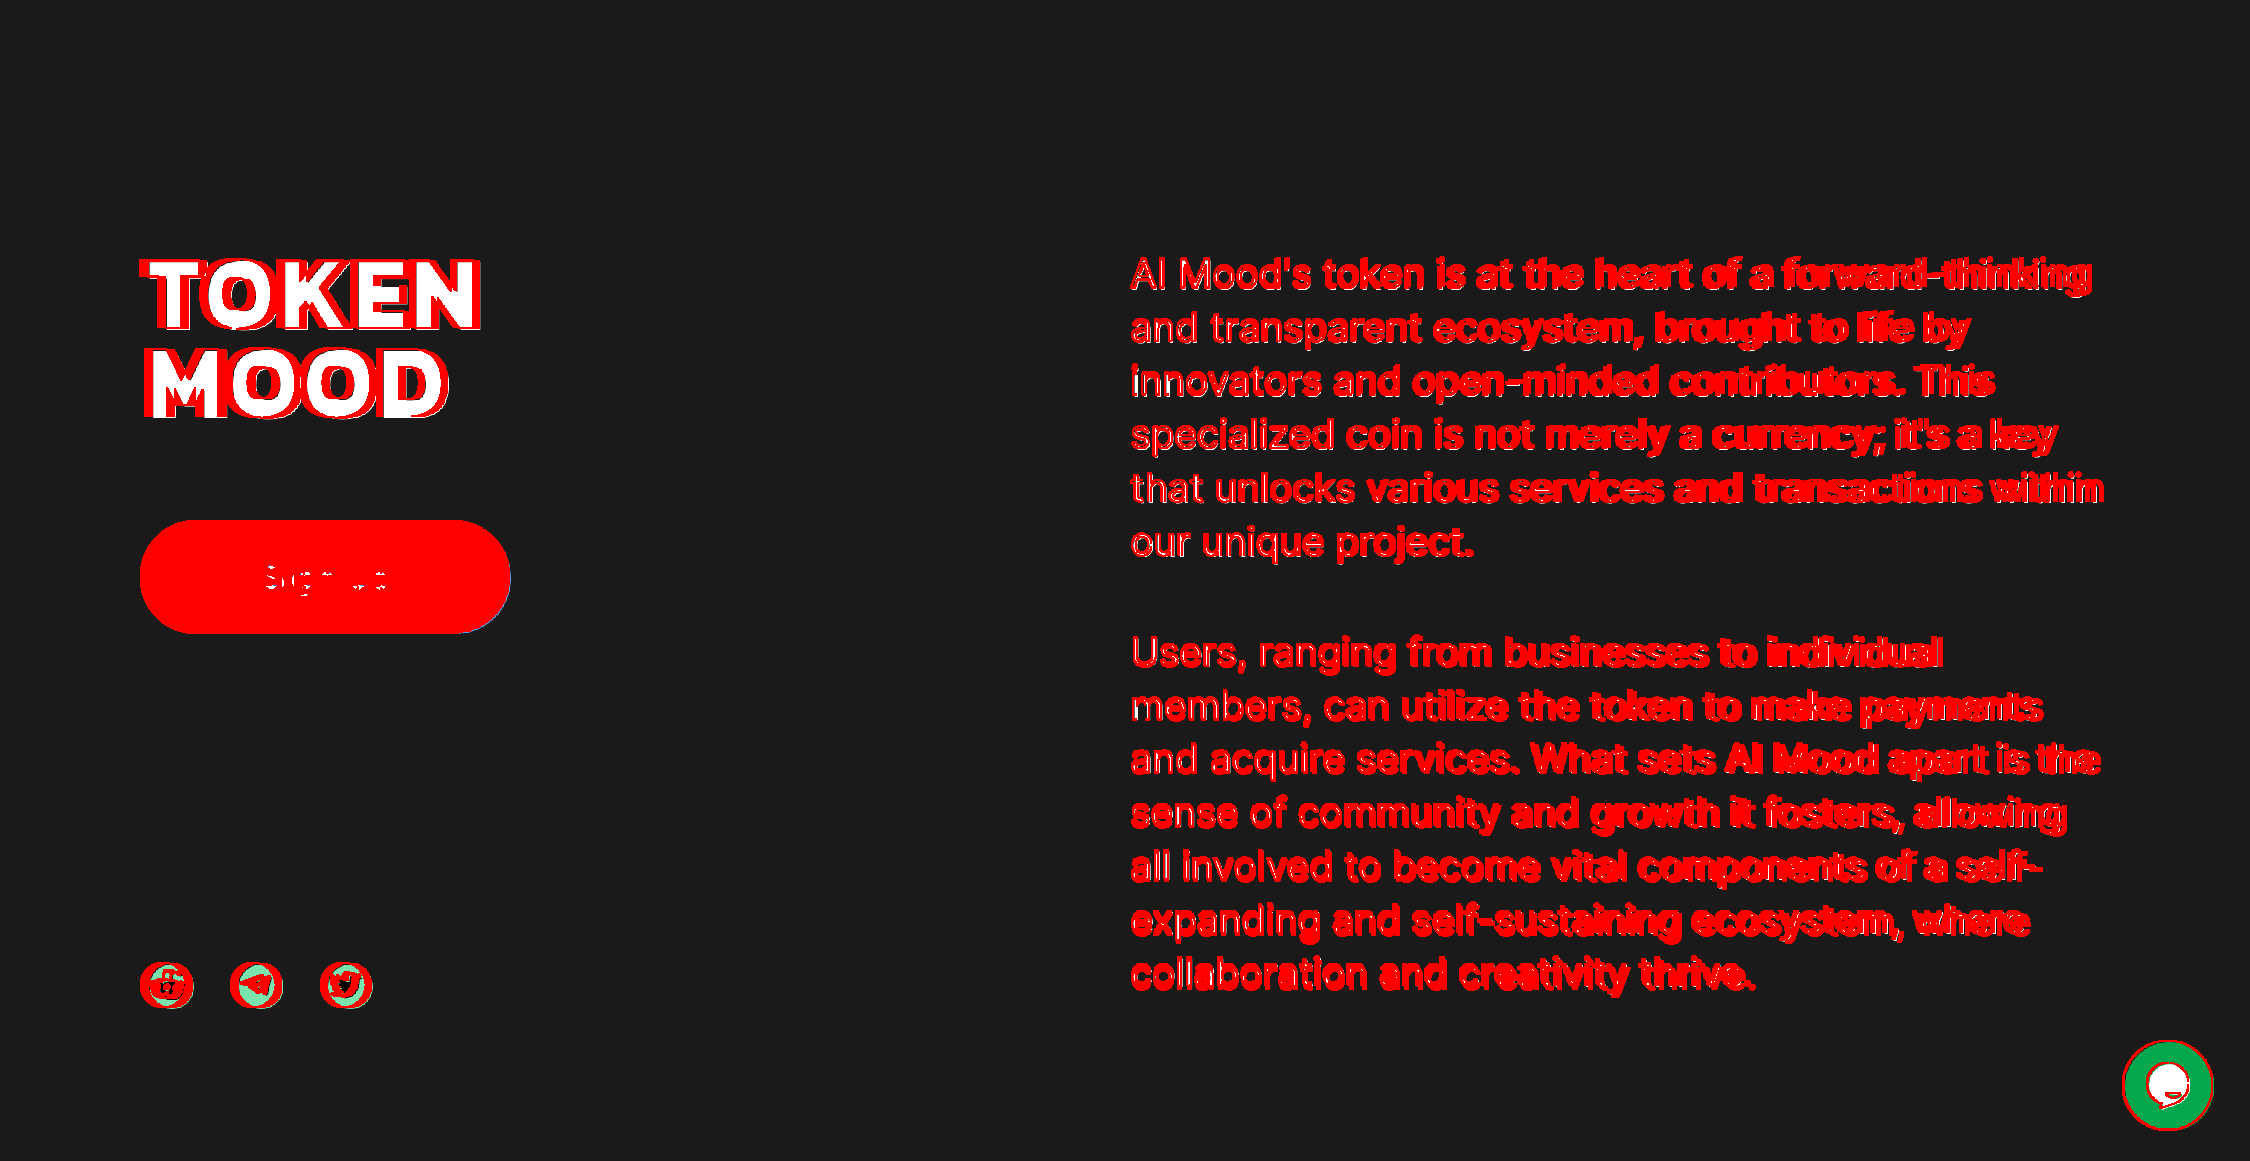 TOKEN
MOOD
Sign up
AI Mood's token is at the heart of a forward-thinking
and transparent ecosystem, brought to life by
innovators and open-minded contributors. This
specialized coin is not merely a currency; it's a key
that unlocks various services and transactions within
our unique project.
Users, ranging from businesses to individual
members, can utilize the token to make payments
and acquire services. What sets AI Mood apart is the
sense of community and growth it fosters, allowing
all involved to become vital components of a self-
expanding and self-sustaining ecosystem, where
collaboration and creativity thrive.